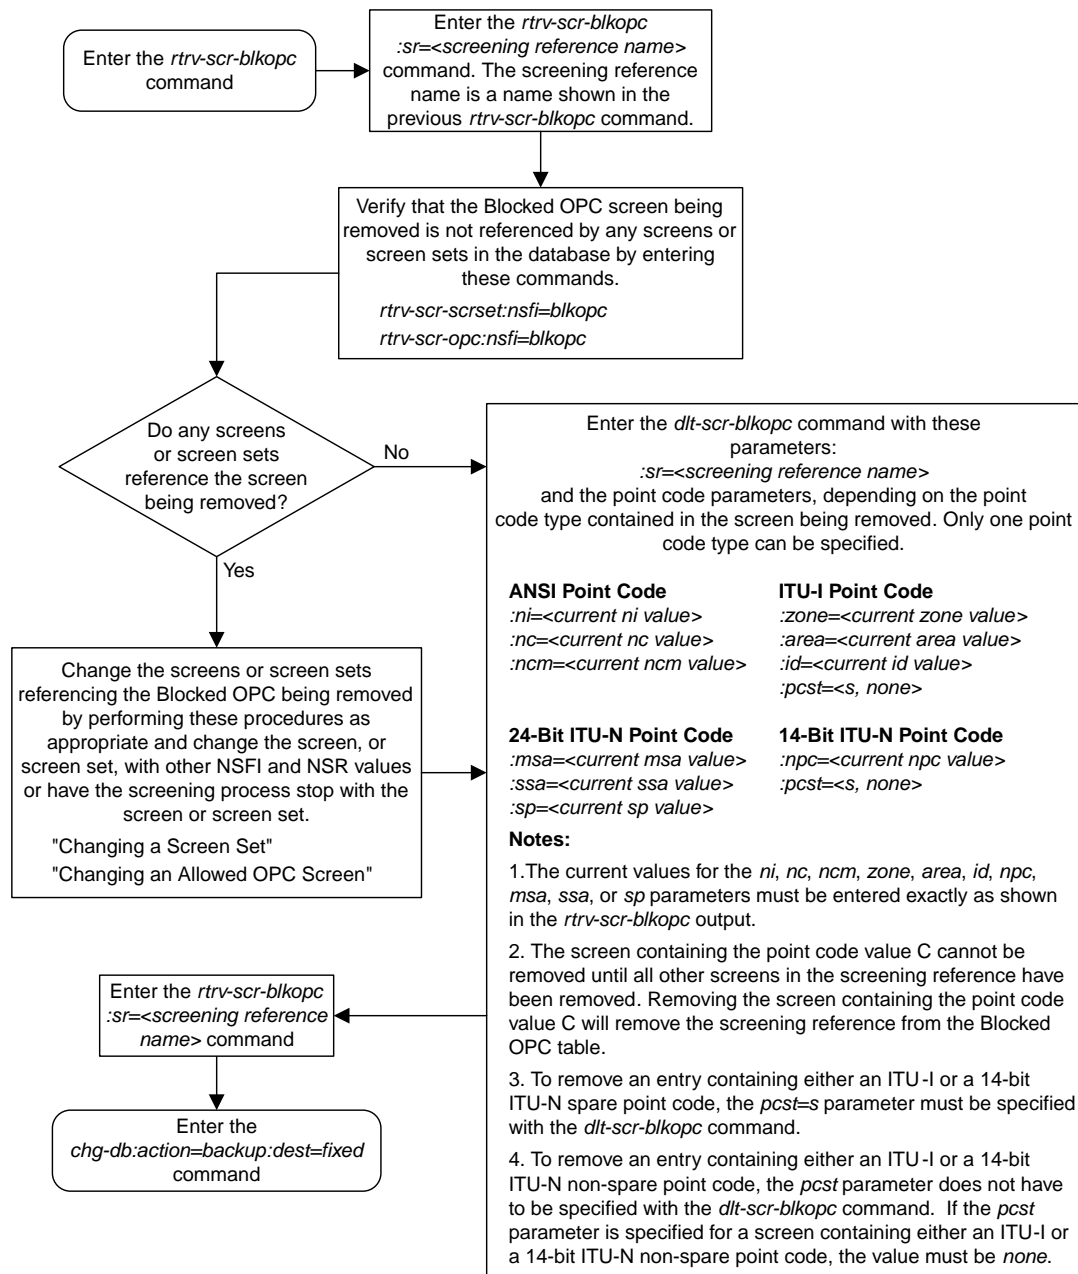 Enter the rtrv-scr-blkopc
command
Enter the rtrv-scr-blkopc
:sr=<screening reference name>
command. The screening reference
name is a name shown in the
previous rtrv-scr-blkopc command.
Verify that the Blocked OPC screen being
removed is not referenced by any screens or
screen sets in the database by entering
these commands.
rtrv-scr-scrset:nsfi=blkopc
rtrv-scr-opc:nsfi=blkopc
Do any screens
or screen sets
reference the screen
being removed?
No
Yes
Change the screens or screen sets
referencing the Blocked OPC being removed
by performing these procedures as
appropriate and change the screen, or
screen set, with other NSFI and NSR values
or have the screening process stop with the
screen or screen set.
"Changing a Screen Set"
"Changing an Allowed OPC Screen"
Enter the dlt-scr-blkopc command with these
parameters:
:sr=<screening reference name>
and the point code parameters, depending on the point
code type contained in the screen being removed. Only one point
code type can be specified.
ANSI Point Code
:ni=<current ni value>
:nc=<current nc value>
:ncm=<current ncm value>
ITU-I Point Code
:zone=<current zone value>
:area=<current area value>
:id=<current id value>
:pcst=<s, none>
24-Bit ITU-N Point Code
:msa=<current msa value>
:ssa=<current ssa value>
:sp=<current sp value>
14-Bit ITU-N Point Code
:npc=<current npc value>
:pcst=<s, none>
Notes:
1.The current values for the ni, nc, ncm, zone, area, id, npc,
msa, ssa, or sp parameters must be entered exactly as shown
in the rtrv-scr-blkopc output.
2. The screen containing the point code value C cannot be
removed until all other screens in the screening reference have
been removed. Removing the screen containing the point code
value C will remove the screening reference from the Blocked
OPC table.
3. To remove an entry containing either an ITU-I or a 14-bit
ITU-N spare point code, the pcst=s parameter must be specified
with the dlt-scr-blkopc command.
4. To remove an entry containing either an ITU-I or a 14-bit
ITU-N non-spare point code, the pcst parameter does not have
to be specified with the dlt-scr-blkopc command. If the pcst
parameter is specified for a screen containing either an ITU-I or
a 14-bit ITU-N non-spare point code, the value must be none.
Enter the rtrv-scr-blkopc
:sr=<screening reference
name> command
Enter the
chg-db:action=backup:dest=fixed
command